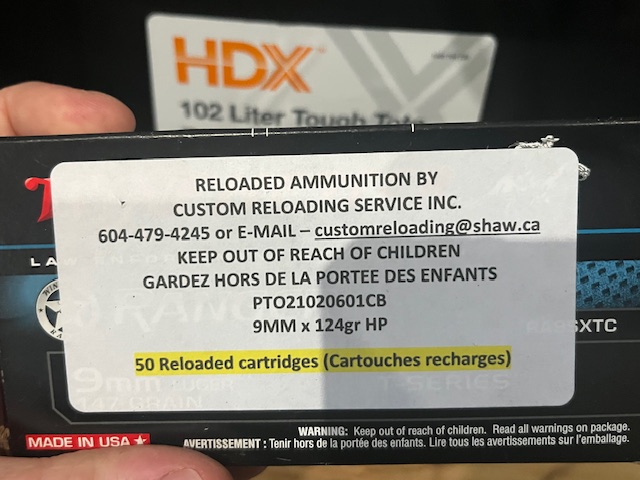 HDX
102 Liter Tough Tote
RELOADED AMMUNITION BY
CUSTOM RELOADING SERVICE INC.
604-479-4245 or E-MAIL – customreloading@shaw.ca
KEEP OUT OF REACH OF CHILDREN
GARDEZ HORS DE LA PORTEE DES ENFANTS
PTO21020601CB
9MM x 124gr HP
50 Reloaded cartridges (Cartouches recharges)
RA9SXTC
9mm LUGER
T-SERIES
147 GRAIN
MADE IN USA
WARNING: Keep out of reach of children. Read all warnings on package.
AVERTISSEMENT : Tenir hors de la portée des enfants. Lire tous les avertissements sur l'emballage.